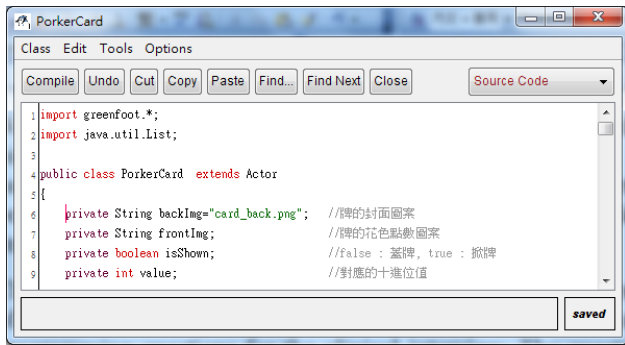 PorkerCard
Class Edit Tools Options
Compile Undo Cut Copy Paste Find... Find Next Close Source Code
1 import greenfoot.*;
2 import java.util.List;
3
4 public class PorkerCard  extends Actor
5 {
6 private String backImg="card_back.png"; //牌的封面圖案
7 private String frontImg; //牌的花色點數圖案
8 private boolean isShown; //false : 蓋牌, true : 掀牌
9 private int value; //對應的十進位值
saved